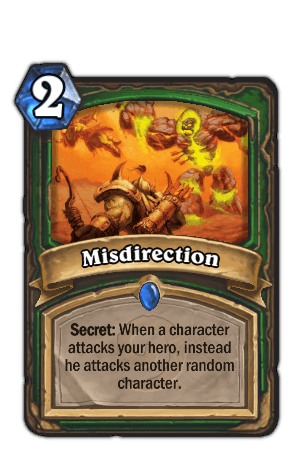 2
Misdirection
Secret: When a character
attacks your hero, instead
he attacks another random
character.